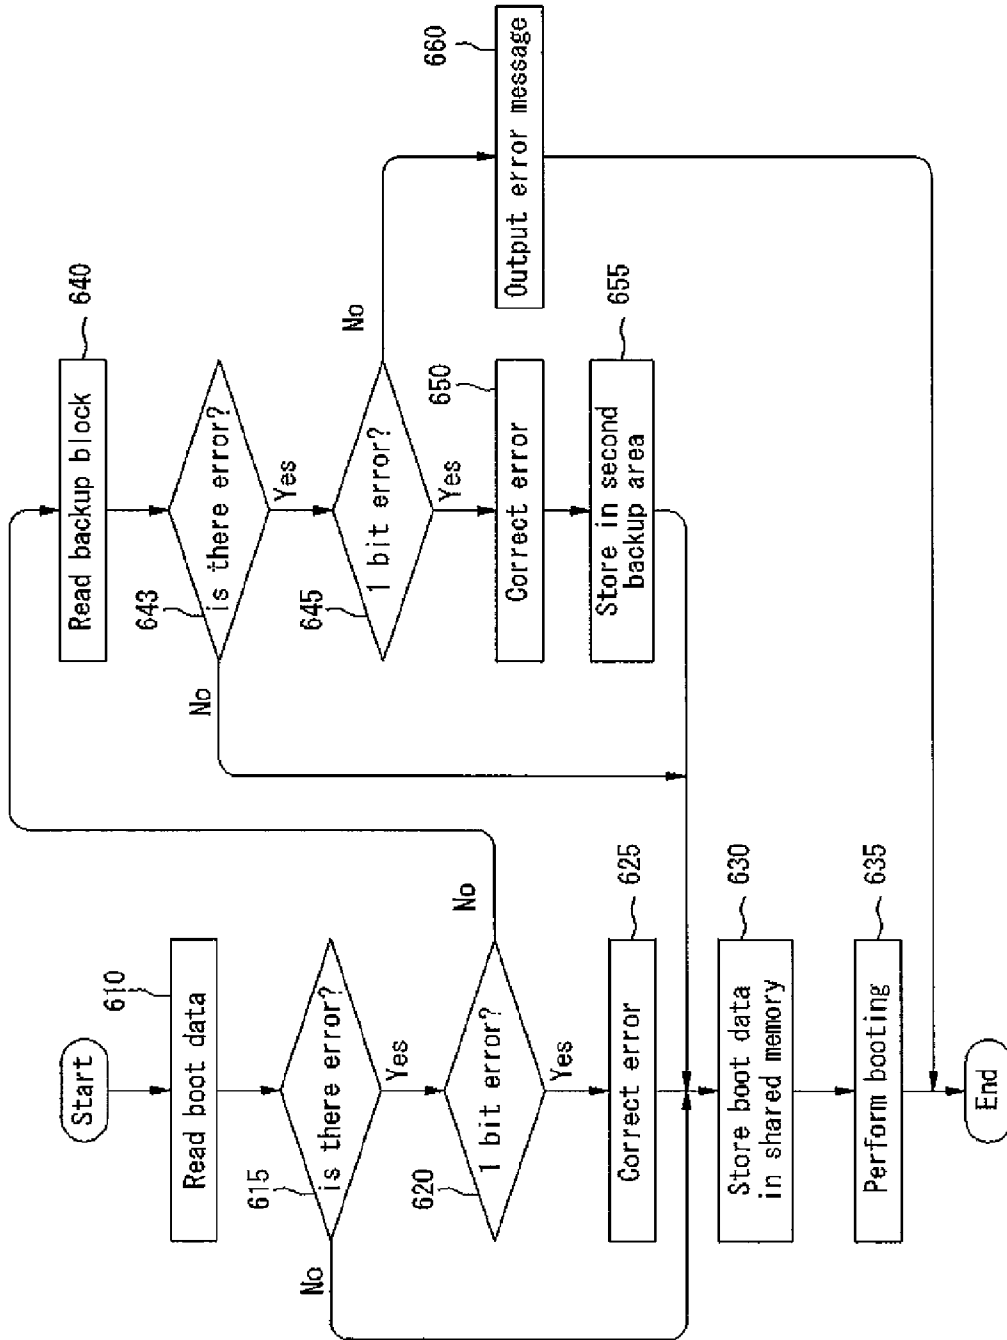 Start
610
Read boot data
615
is there error?
No
Yes
620
1 bit error?
No
Yes
625
Correct error
630
Store boot data
in shared memory
635
Perform booting
End
640
Read backup block
643
is there error?
No
Yes
645
1 bit error?
No
Yes
650
Correct error
655
Store in second
backup area
660
Output error message